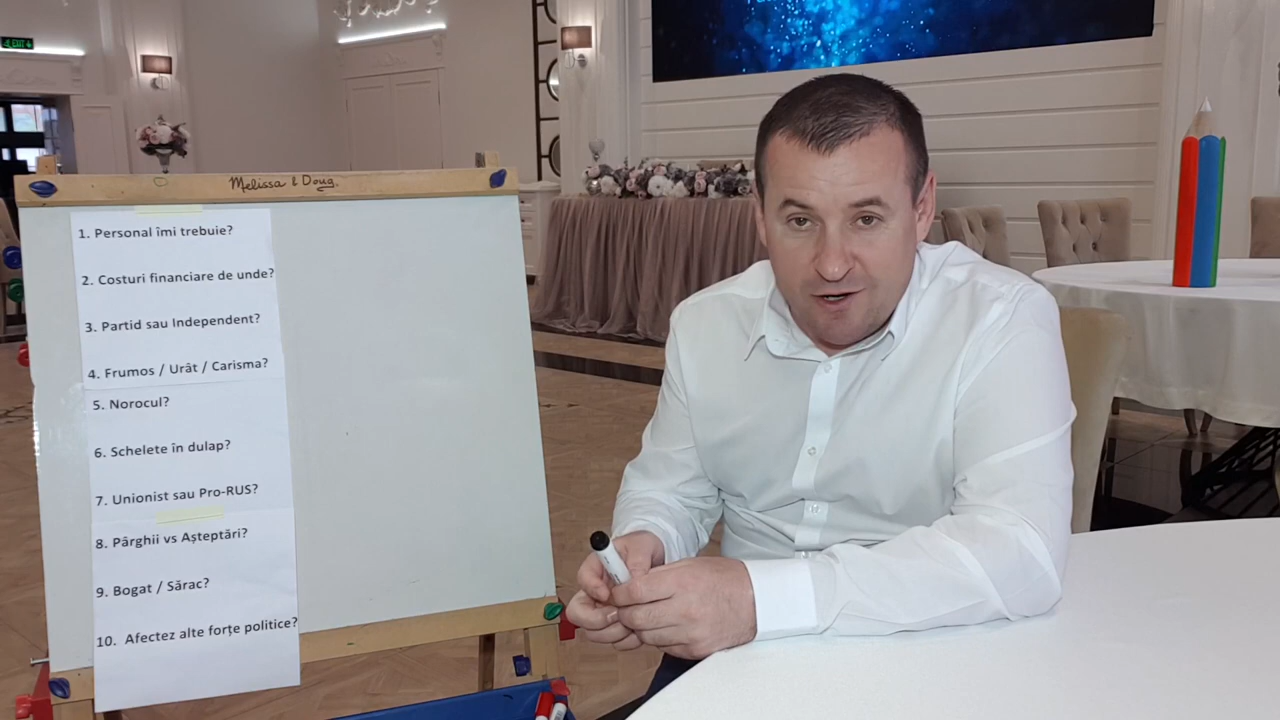 EXIT
Melissa & Doug.
1. Personal îmi trebuie?
2. Costuri financiare de unde?
3. Partid sau Independent?
4. Frumos / Urât / Carisma?
5. Norocul?
6. Schelete în dulap?
7. Unionist sau Pro-RUS?
8. Pârghii vs Așteptări?
9. Bogat / Sărac?
10. Afectez alte forțe politice?